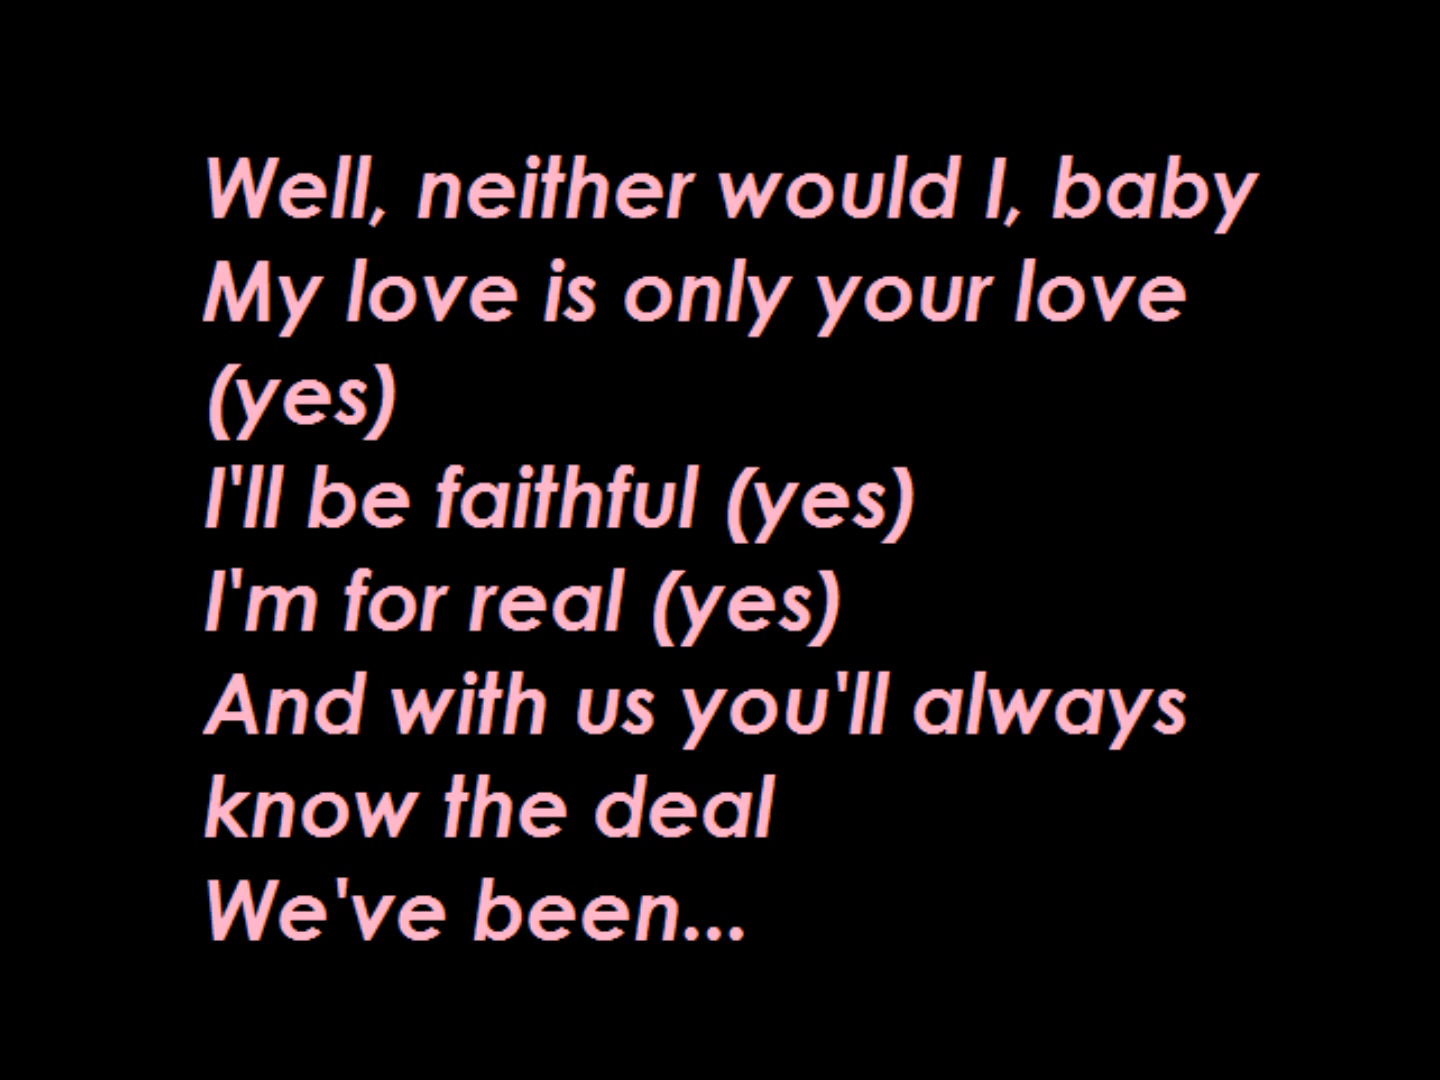 Well, neither would I, baby
My love is only your love
(yes)
I'll be faithful (yes)
I'm for real (yes)
And with us you'll always
know the deal
We've been...